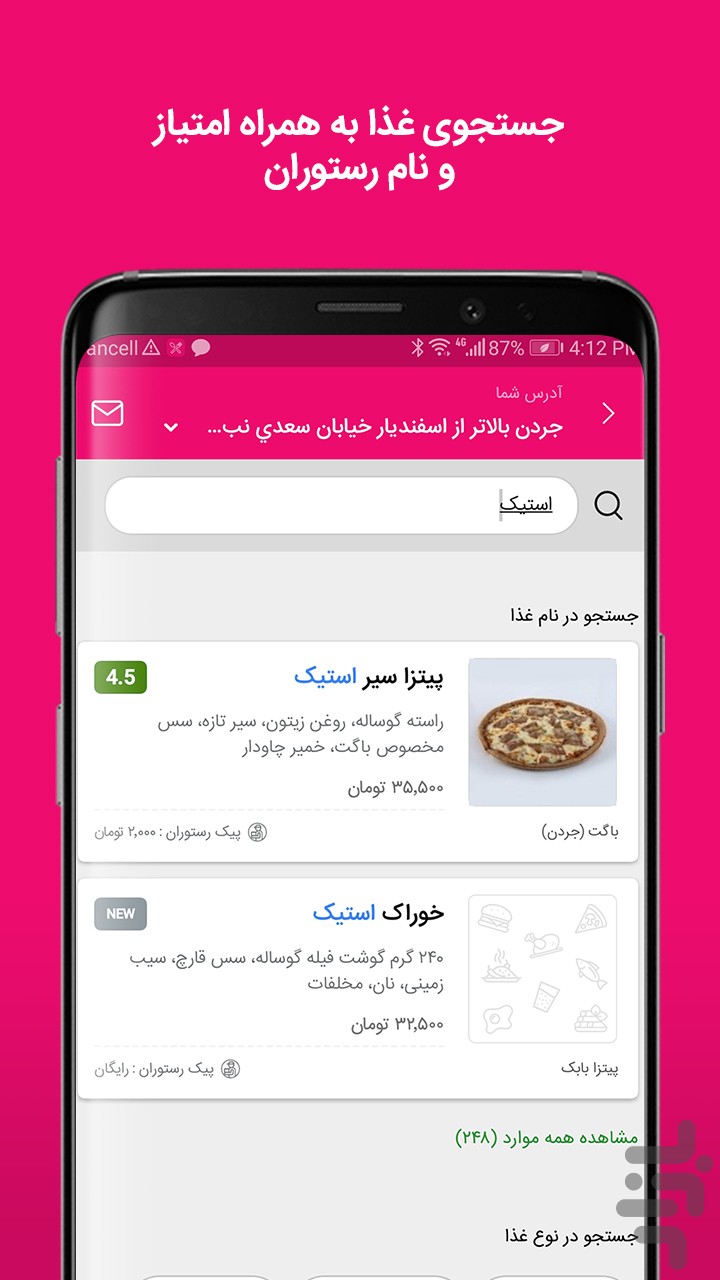 جستجوی غذا به همراه امتیاز
و نام رستوران
ancell 4G 87% 4:12 PM
آدرس شما
جردن بالاتر از اسفندیار خیابان سعدي نب...
استیک
جستجو در نام غذا
پیتزا سیر استیک 4.5
راسته گوساله، روغن زیتون، سیر تازه، سس
مخصوص باگت، خمیر چاودار
۳۵,۵۰۰ تومان
باگت (جردن) پیک رستوران : ۲,۰۰۰ تومان
خوراک استیک NEW
۲۴۰ گرم گوشت فیله گوساله، سس قارچ، سیب
زمینی، نان، مخلفات
۳۲,۵۰۰ تومان
پیتزا بابک پیک رستوران : رایگان
مشاهده همه موارد (۲۴۸)
جستجو در نوع غذا
بازار